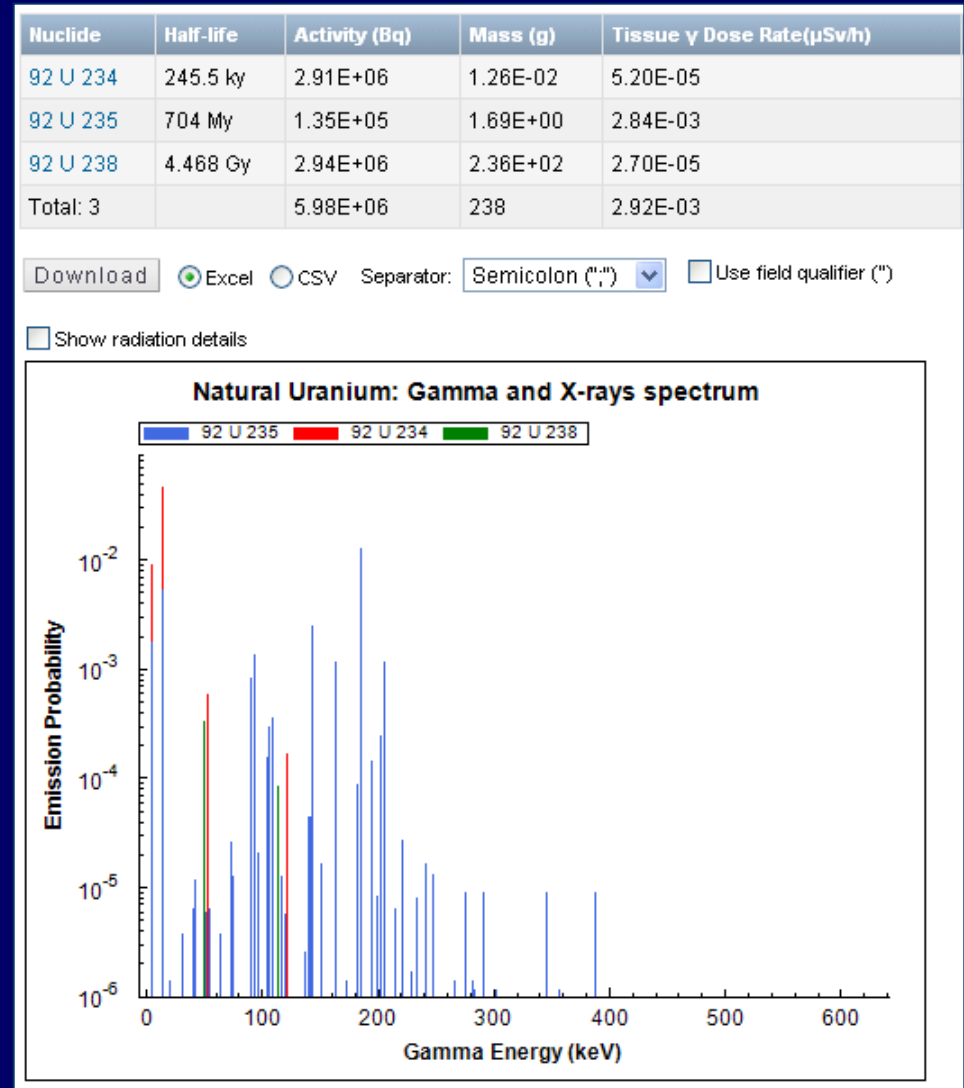 Nuclide Half-life Activity (Bq) Mass (g) Tissue γ Dose Rate(µSv/h)
92 U 234 245.5 ky 2.91E+06 1.26E-02 5.20E-05
92 U 235 704 My 1.35E+05 1.69E+00 2.84E-03
92 U 238 4.468 Gy 2.94E+06 2.36E+02 2.70E-05
Total: 3 5.98E+06 238 2.92E-03
Download Excel CSV Separator: Semicolon (";") Use field qualifier (")
Show radiation details
Natural Uranium: Gamma and X-rays spectrum
92 U 235 92 U 234 92 U 238
Emission Probability
10-2
10-3
10-4
10-5
10-6
0 100 200 300 400 500 600
Gamma Energy (keV)